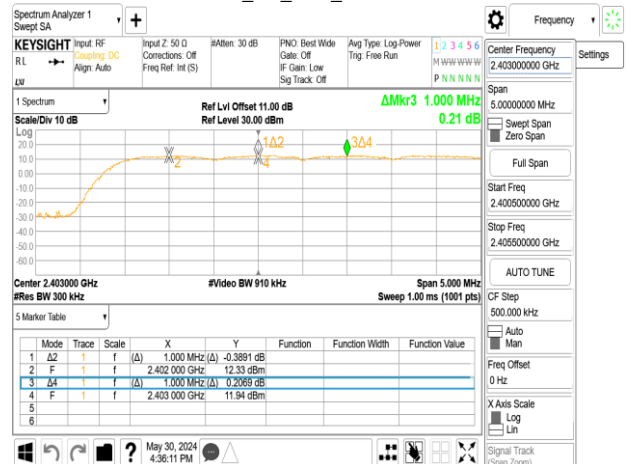 Spectrum Analyzer 1
Swept SA
+
Frequency
KEYSIGHT
RL
Input: RF
Coupling: DC
Align: Auto
Input Z: 50 Ω
Corrections: Off
Freq Ref: Int (S)
#Atten: 30 dB
PNO: Best Wide
Gate: Off
IF Gain: Low
Sig Track: Off
Avg Type: Log-Power
Trig: Free Run
1 2 3 4 5 6
M W W W W W
P N N N N N
1 Spectrum
Scale/Div 10 dB
Ref Lvl Offset 11.00 dB
Ref Level 30.00 dBm
ΔMkr3 1.000 MHz
0.21 dB
Log
20.0
10.0
0.00
-10.0
-20.0
-30.0
-40.0
-50.0
-60.0
2
1Δ2
4
3Δ4
Center 2.403000 GHz
#Res BW 300 kHz
#Video BW 910 kHz
Span 5.000 MHz
Sweep 1.00 ms (1001 pts)
5 Marker Table
Mode Trace Scale X Y Function Function Width Function Value
1 Δ2 1 f (Δ) 1.000 MHz (Δ) -0.3891 dB
2 F 1 f 2.402 000 GHz 12.33 dBm
3 Δ4 1 f (Δ) 1.000 MHz (Δ) 0.2069 dB
4 F 1 f 2.403 000 GHz 11.94 dBm
5
6
?
May 30, 2024
4:36:11 PM
Center Frequency
2.403000000 GHz
Settings
Span
5.00000000 MHz
Swept Span
Zero Span
Full Span
Start Freq
2.400500000 GHz
Stop Freq
2.405500000 GHz
AUTO TUNE
CF Step
500.000 kHz
Auto
Man
Freq Offset
0 Hz
X Axis Scale
Log
Lin
Signal Track
(Span Zoom)